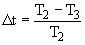 Δt = (T₂ − T₃) / T₂